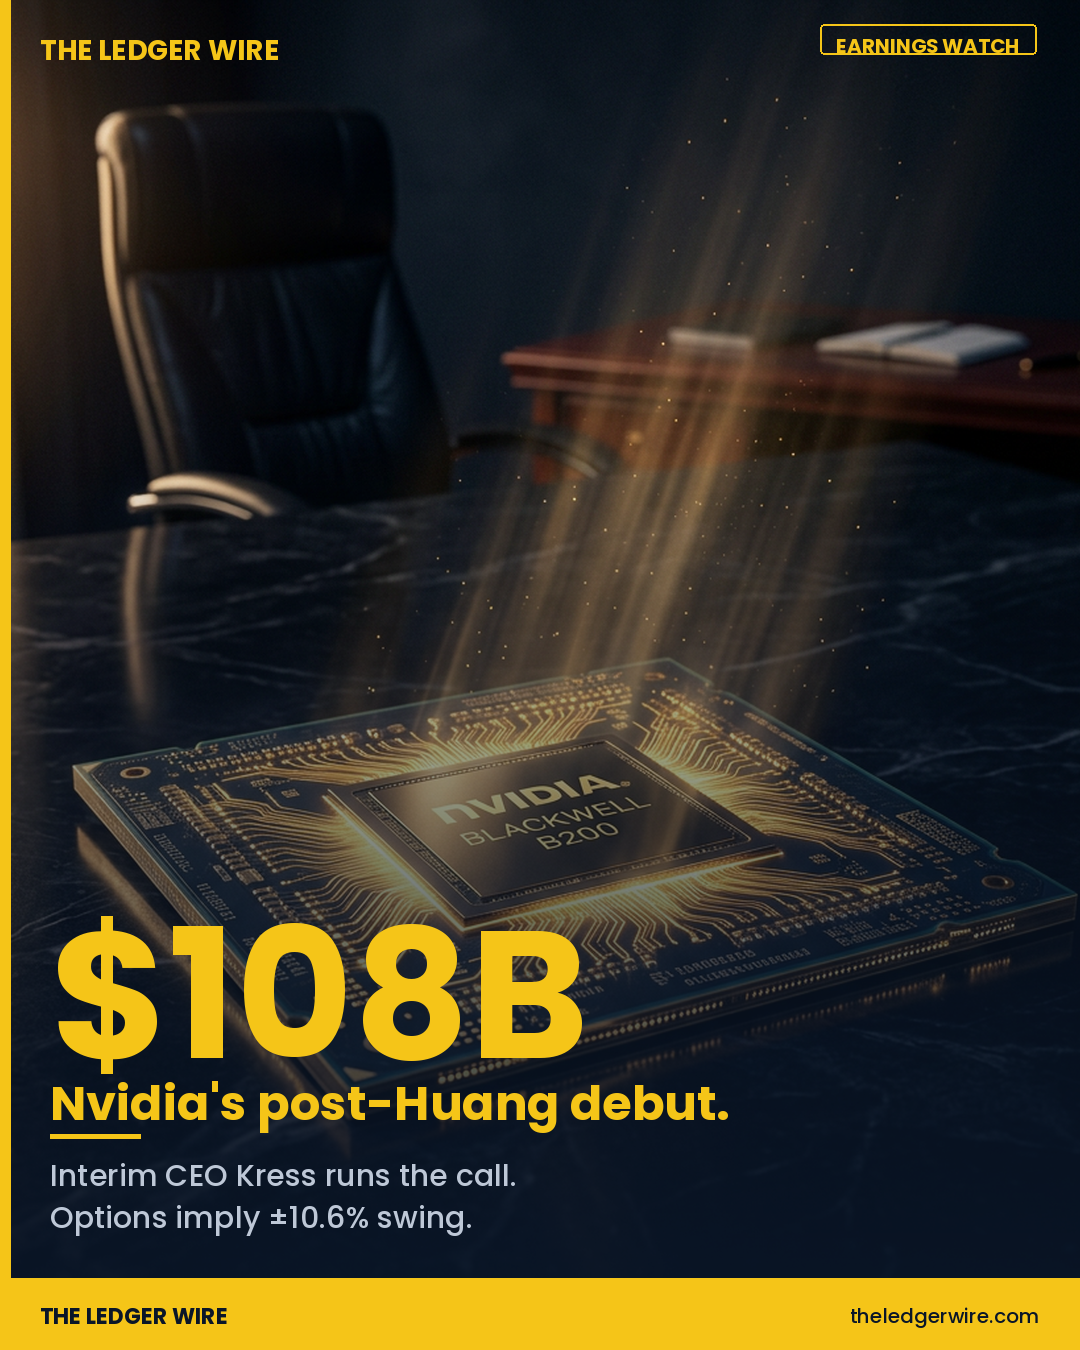 THE LEDGER WIRE
EARNINGS WATCH
NVIDIA.
BLACKWELL
B200
$108B
Nvidia's post-Huang debut.
Interim CEO Kress runs the call.
Options imply ±10.6% swing.
THE LEDGER WIRE
theledgerwire.com